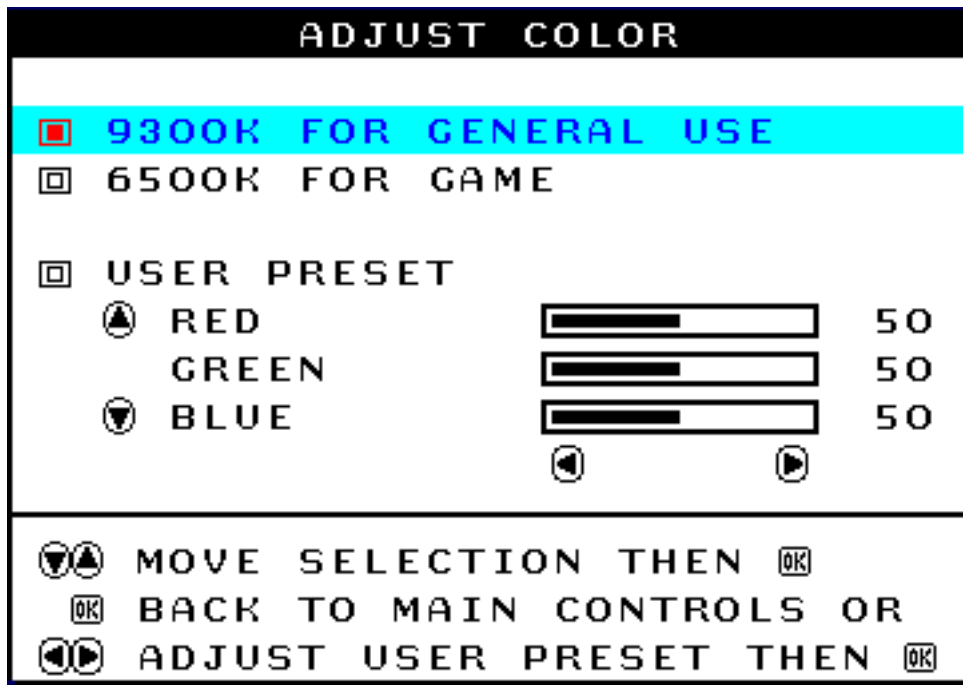 ADJUST COLOR
9300K FOR GENERAL USE
6500K FOR GAME
USER PRESET
RED 50
GREEN 50
BLUE 50
MOVE SELECTION THEN OK
OK BACK TO MAIN CONTROLS OR
ADJUST USER PRESET THEN OK